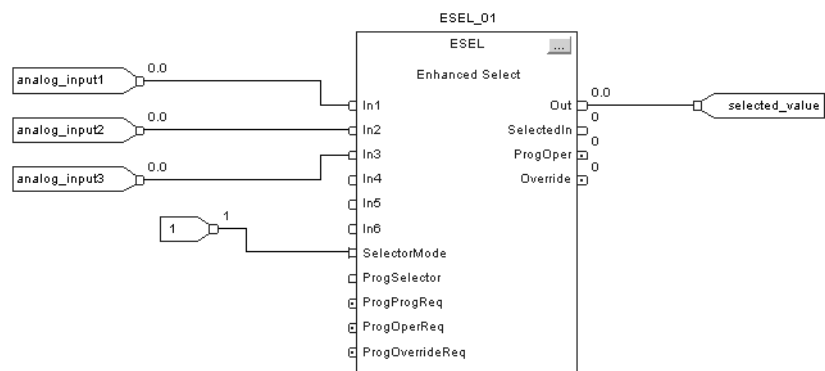 ESEL_01
ESEL
...
Enhanced Select
analog_input1
0.0
In1
Out
0.0
selected_value
analog_input2
0.0
In2
SelectedIn
0
analog_input3
0.0
In3
ProgOper
0
In4
Override
0
In5
In6
1
1
SelectorMode
ProgSelector
ProgProgReq
ProgOperReq
ProgOverrideReq